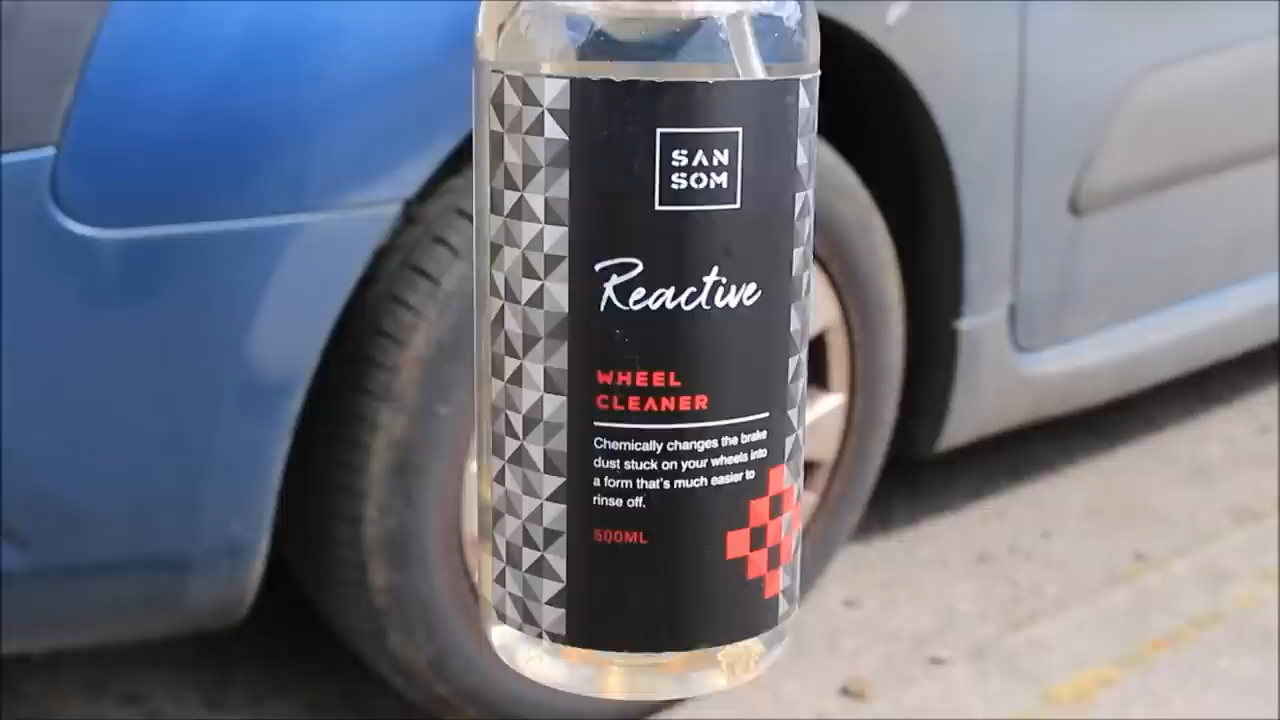 SAN
SOM
Reactive
WHEEL
CLEANER
Chemically changes the brake
dust stuck on your wheels into
a form that's much easier to
rinse off.
500ML